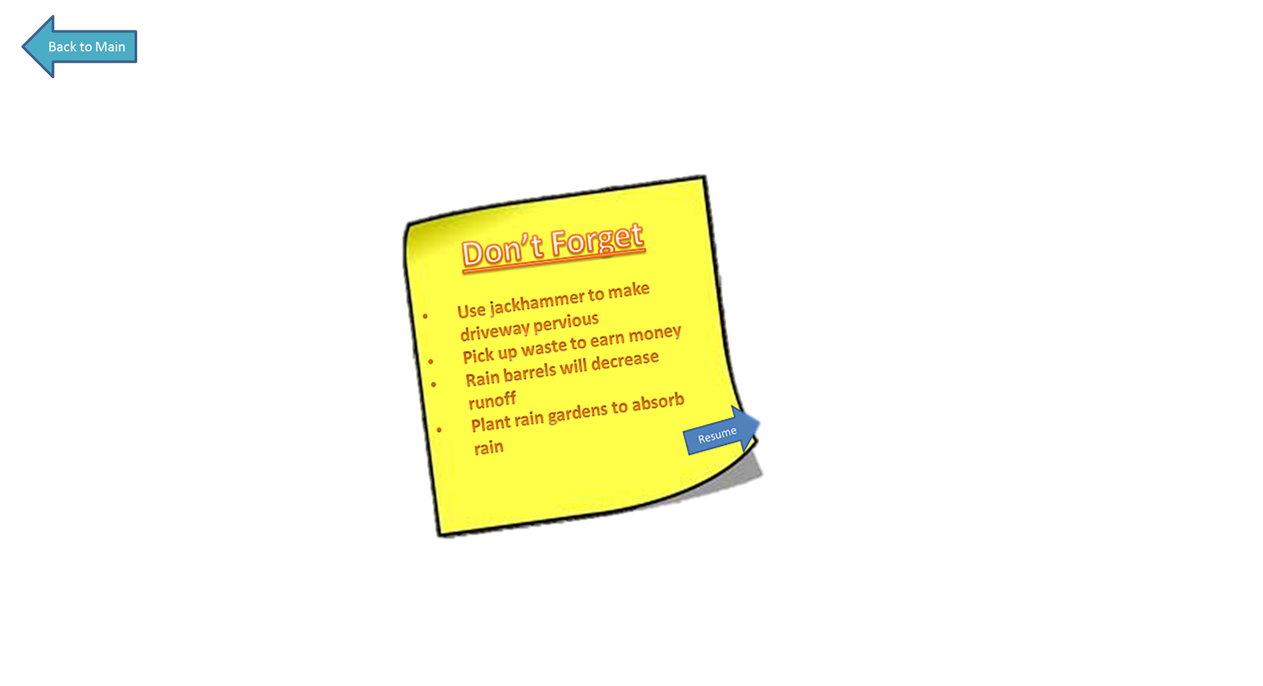 Back to Main
Don't Forget
• Use jackhammer to make
driveway pervious
• Pick up waste to earn money
• Rain barrels will decrease
runoff
• Plant rain gardens to absorb
rain
Resume